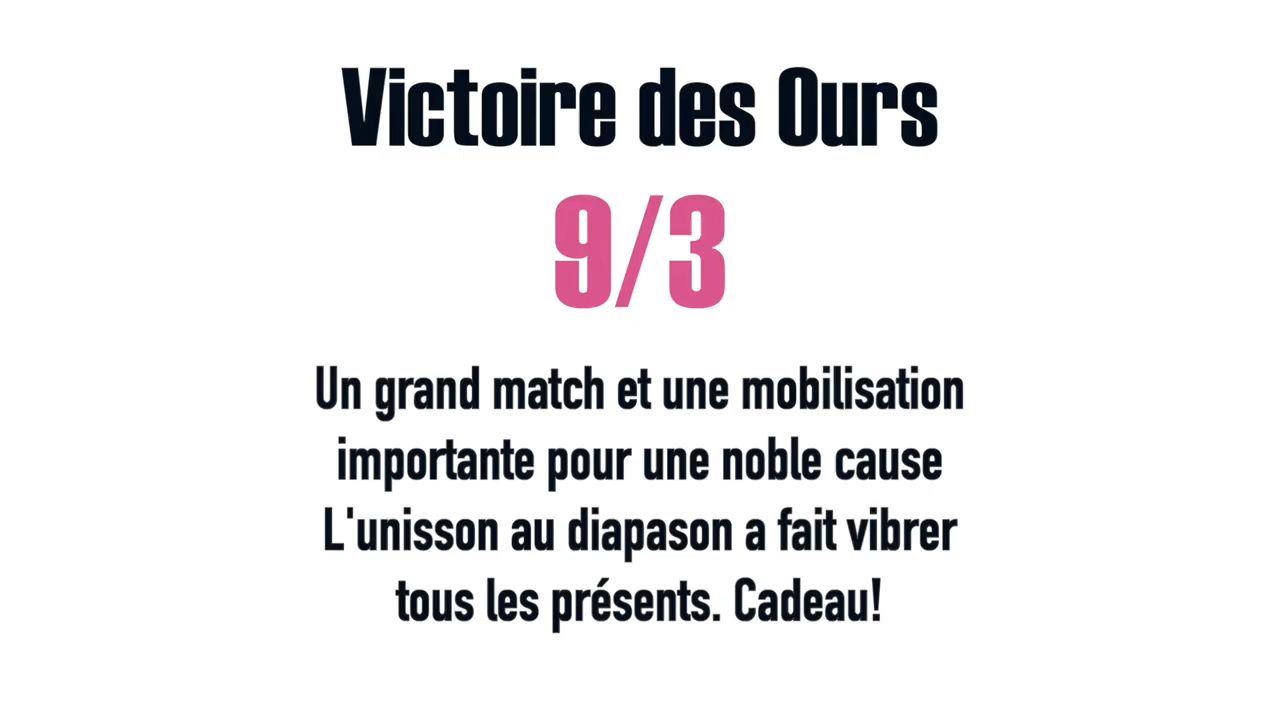 Victoire des Ours
9/3
Un grand match et une mobilisation
importante pour une noble cause
L'unisson au diapason a fait vibrer
tous les présents. Cadeau!